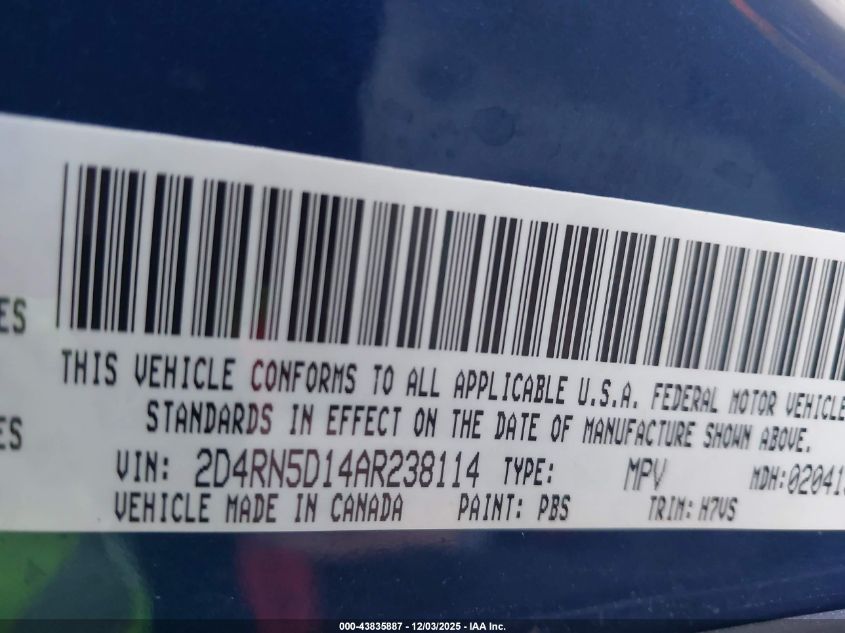 ES
THIS VEHICLE CONFORMS TO ALL APPLICABLE U.S.A. FEDERAL MOTOR VEHICLE
ES
STANDARDS IN EFFECT ON THE DATE OF MANUFACTURE SHOWN ABOVE.
VIN: 2D4RN5D14AR238114 TYPE: MPV MDH:02041
VEHICLE MADE IN CANADA PAINT: PBS TRIM: H7VS
000-43835887 - 12/03/2025 - IAA Inc.